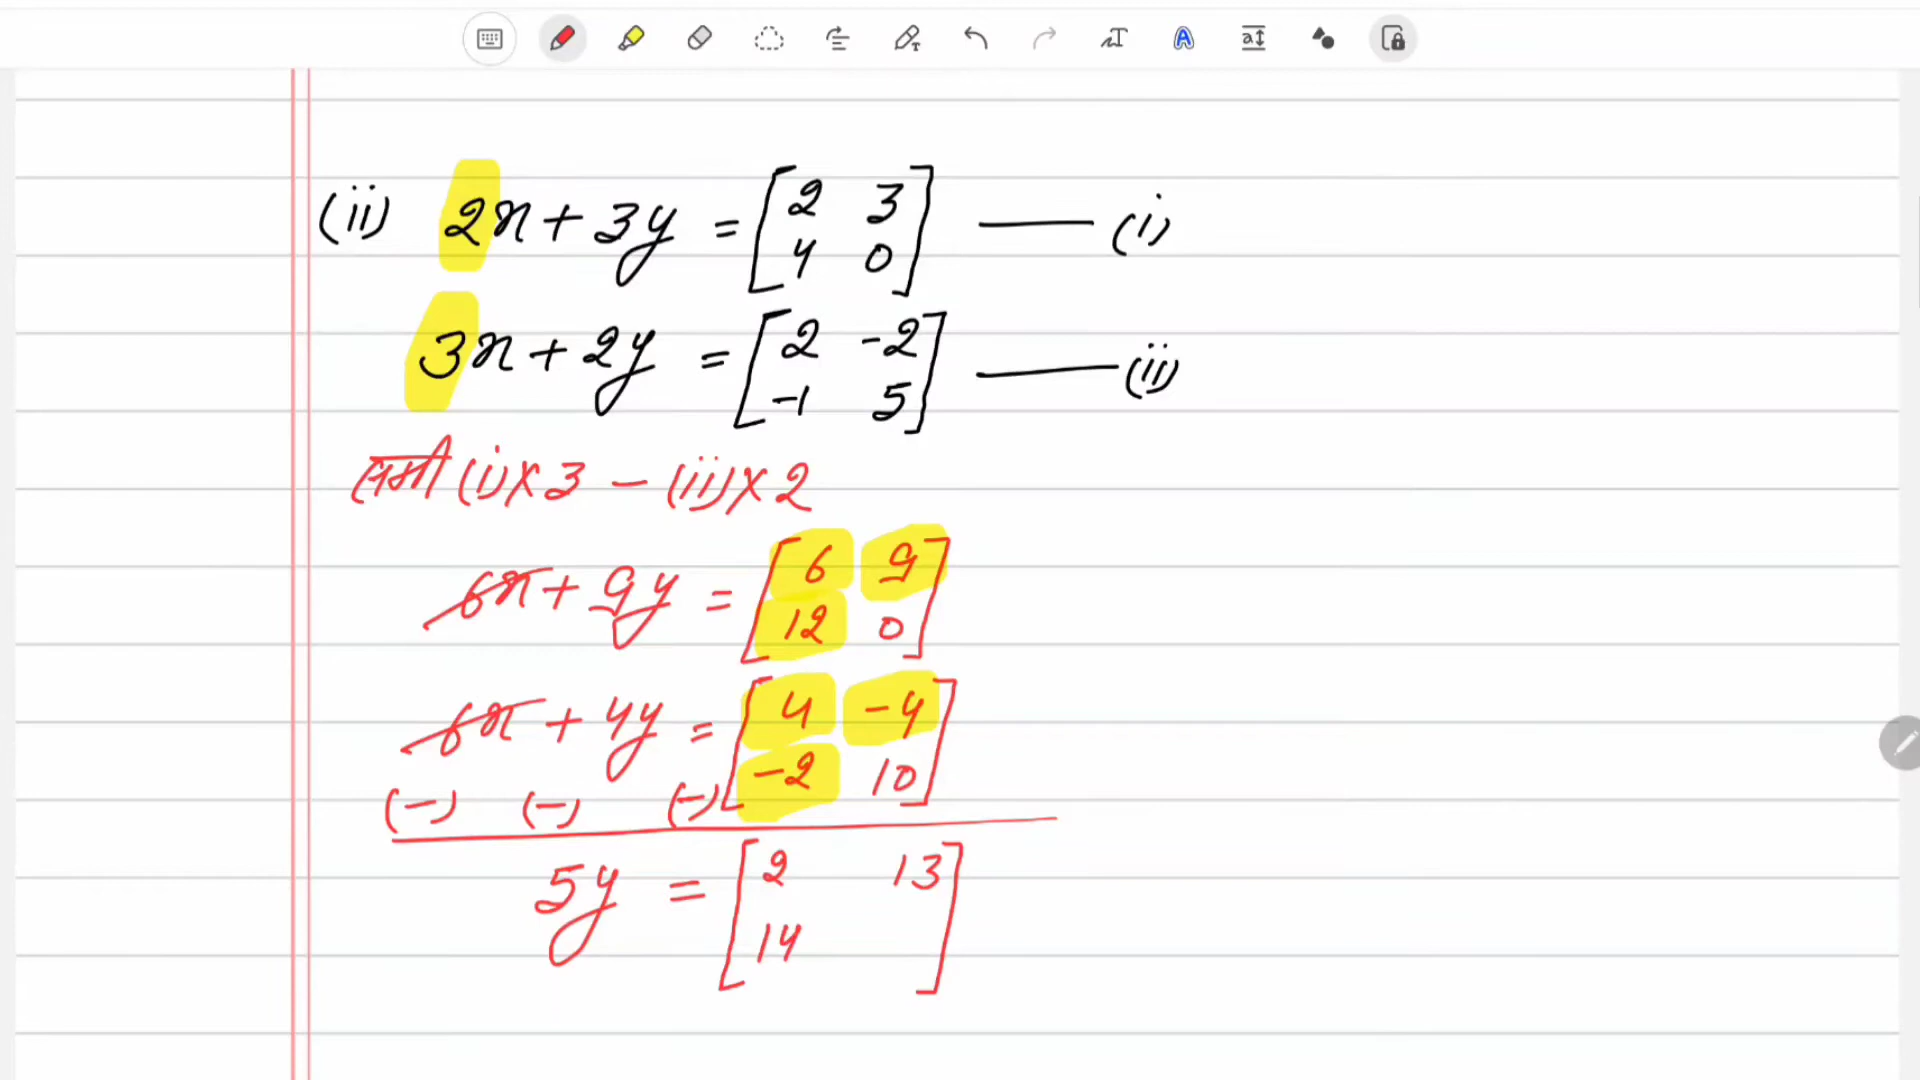 (ii) 2x + 3y = [2 3 — (i)
4 0]
3x + 2y = [2 -2 — (ii)
-1 5]
(i) × 3 - (ii) × 2
6x + 9y = [6 9
12 0]
6x + 4y = [4 -4
-2 10]
(-) (-) (-)
5y = [2 13
14 ]